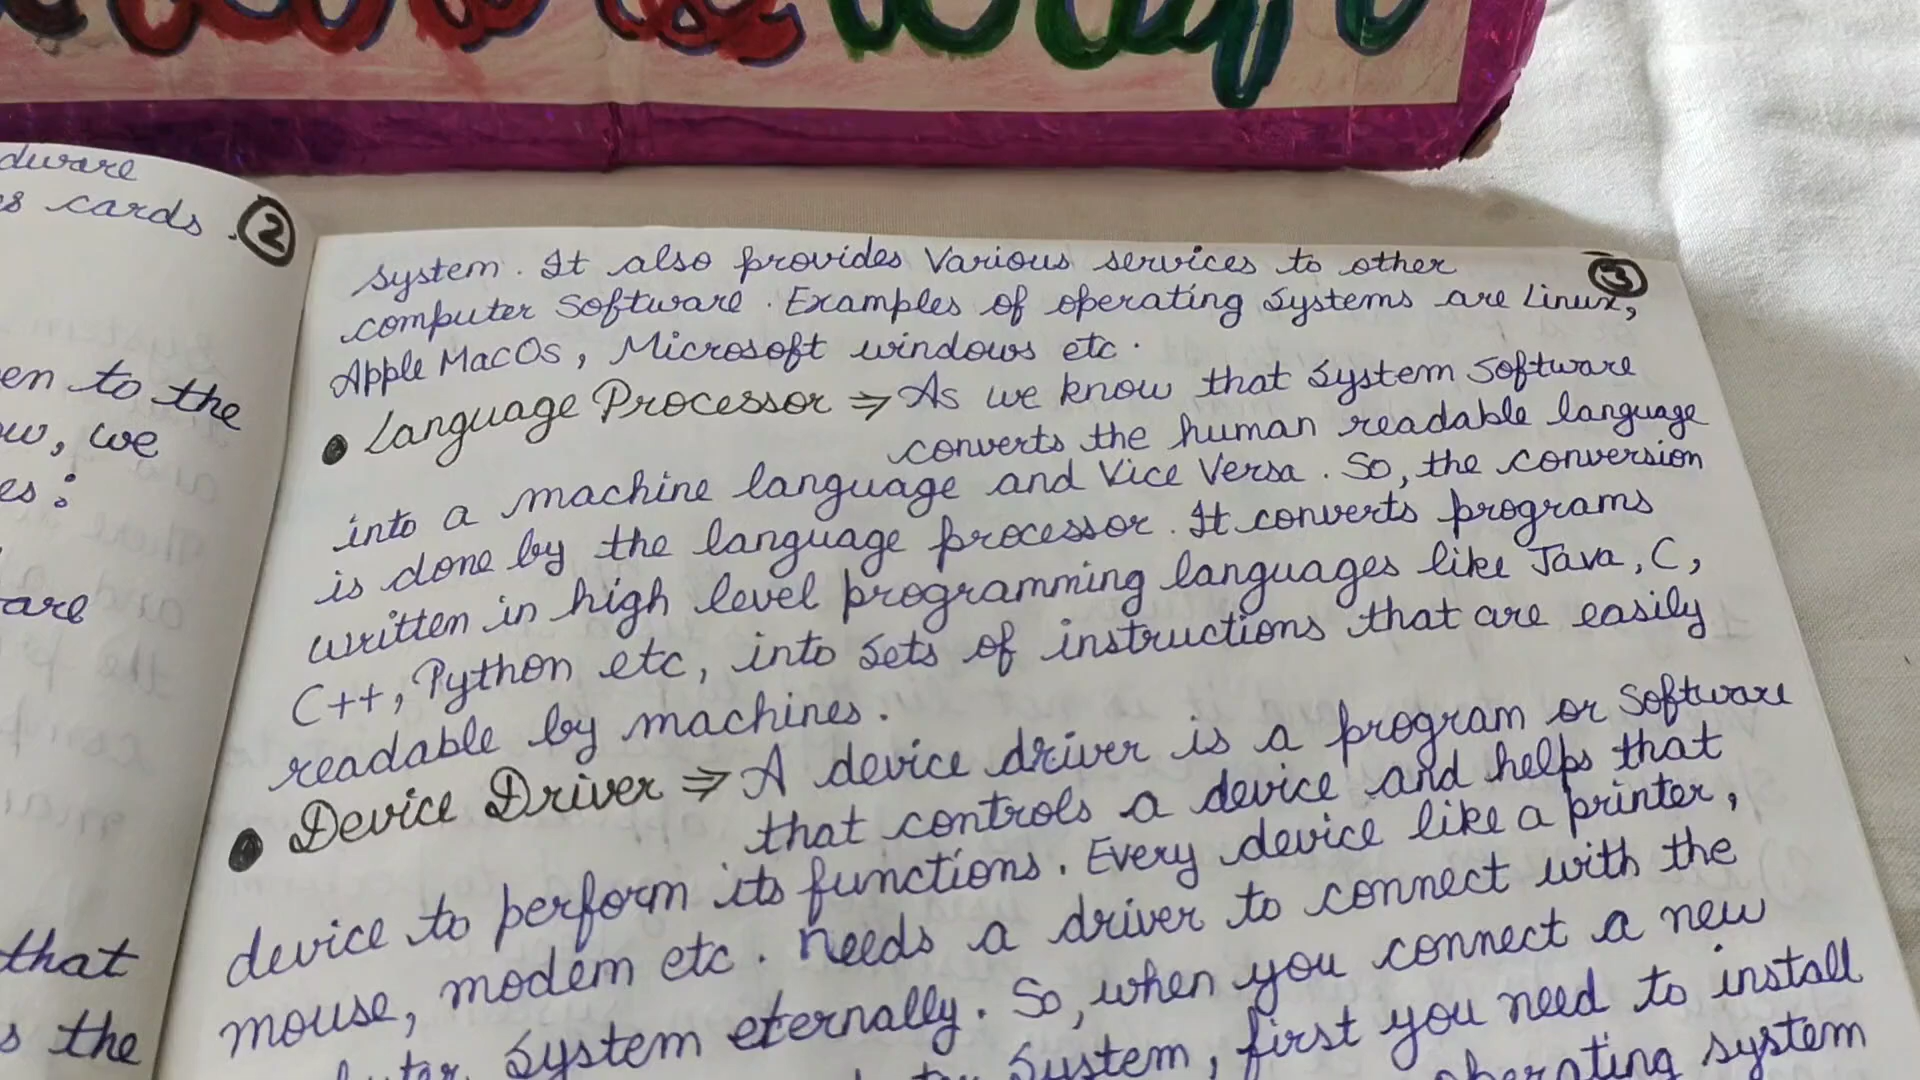 dware
cards. 2
en to the
w, we
es:
are
that
s the
3
system. It also provides Various services to other
computer Software. Examples of operating Systems are Linux,
Apple MacOs, Microsoft windows etc.
• Language Processor ⇒ As we know that System Software
converts the human readable language
into a machine language and Vice Versa. So, the conversion
is done by the language processor. It converts programs
written in high level programming languages like Java, C,
C++, Python etc, into sets of instructions that are easily
readable by machines.
• Device Driver ⇒ A device driver is a program or Software
that controls a device and helps that
device to perform its functions. Every device like a printer,
mouse, modem etc. needs a driver to connect with the
system eternally. So, when you connect a new
system, first you need to install
operating system